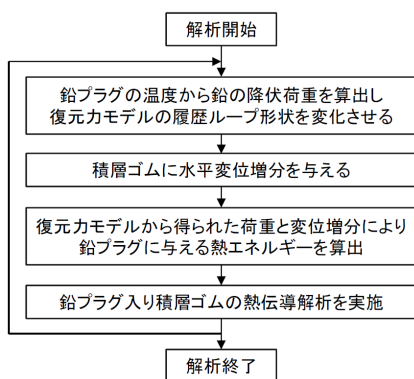 解析開始
鉛プラグの温度から鉛の降伏荷重を算出し
復元力モデルの履歴ループ形状を変化させる
積層ゴムに水平変位増分を与える
復元力モデルから得られた荷重と変位増分により
鉛プラグに与える熱エネルギーを算出
鉛プラグ入り積層ゴムの熱伝導解析を実施
解析終了